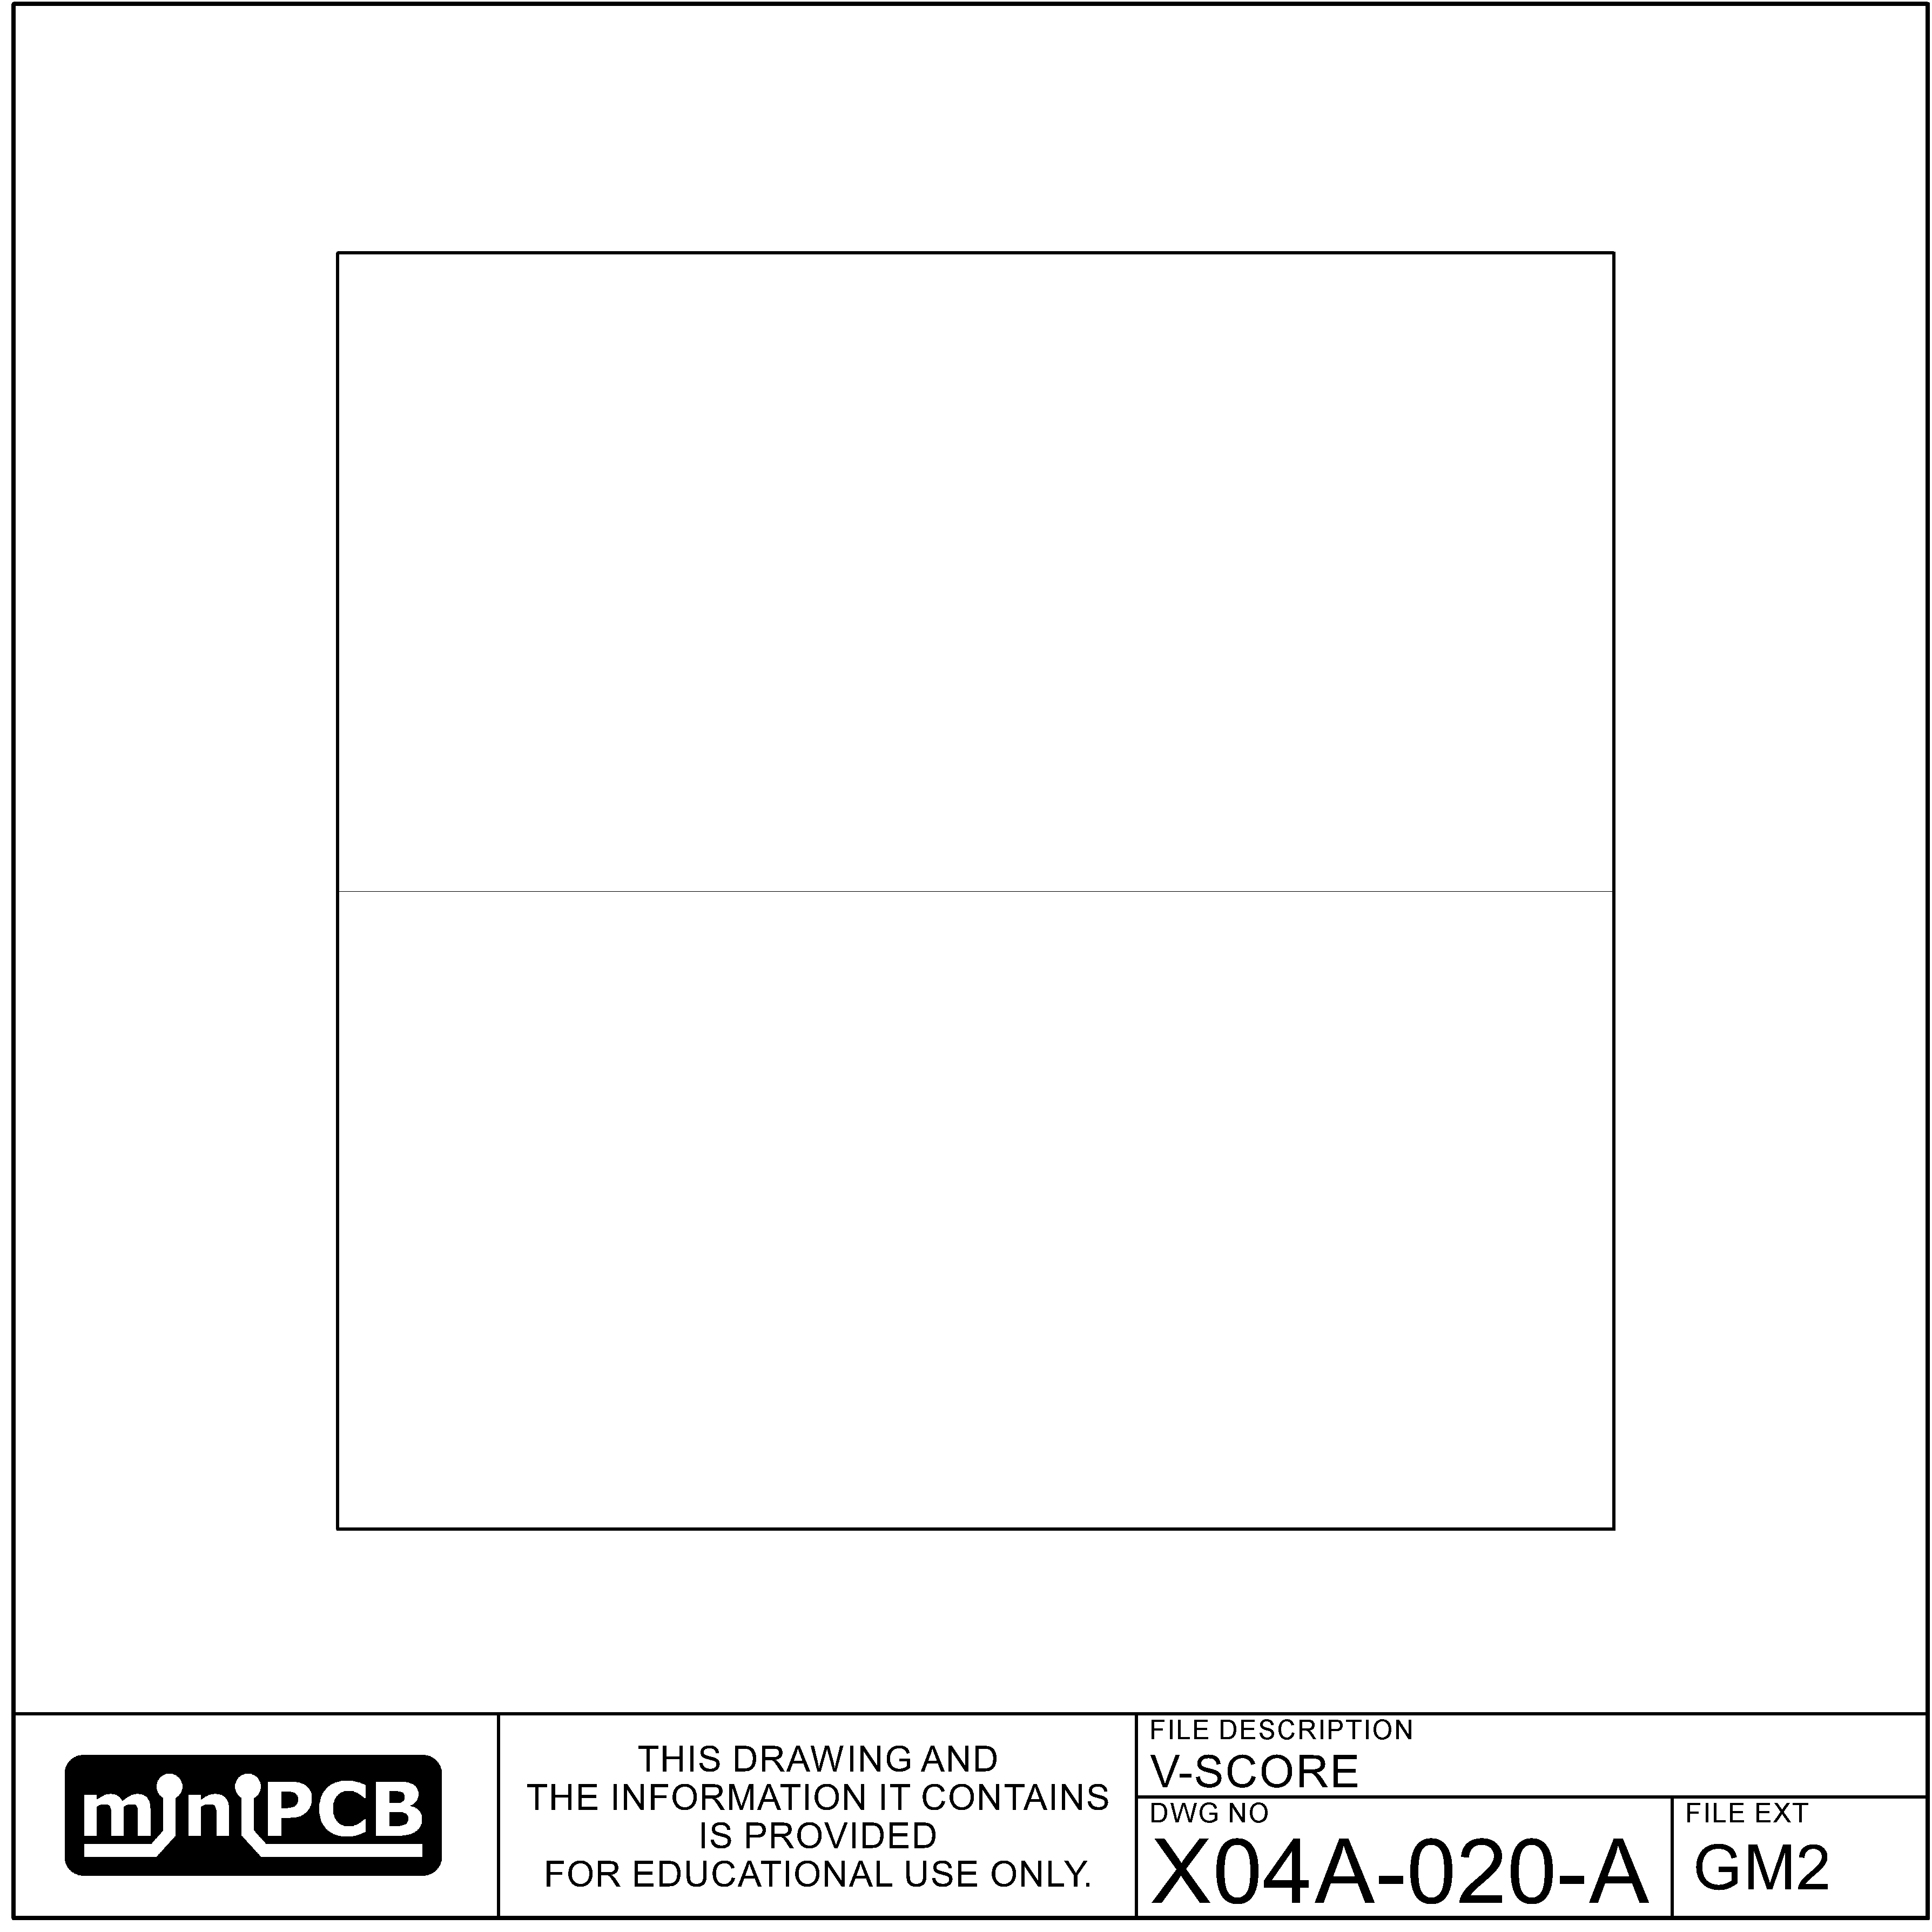 miniPCB
THIS DRAWING AND
THE INFORMATION IT CONTAINS
IS PROVIDED
FOR EDUCATIONAL USE ONLY.
FILE DESCRIPTION
V-SCORE
DWG NO
X04A-020-A
FILE EXT
GM2